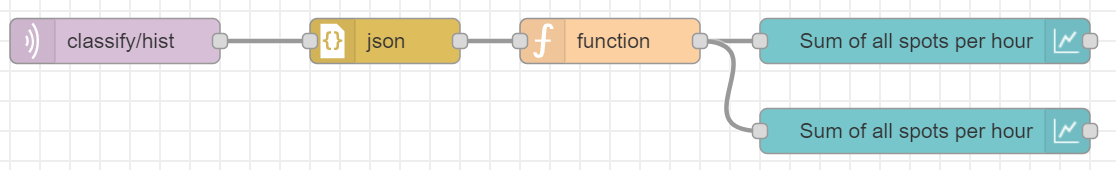 classify/hist
json
function
Sum of all spots per hour
Sum of all spots per hour